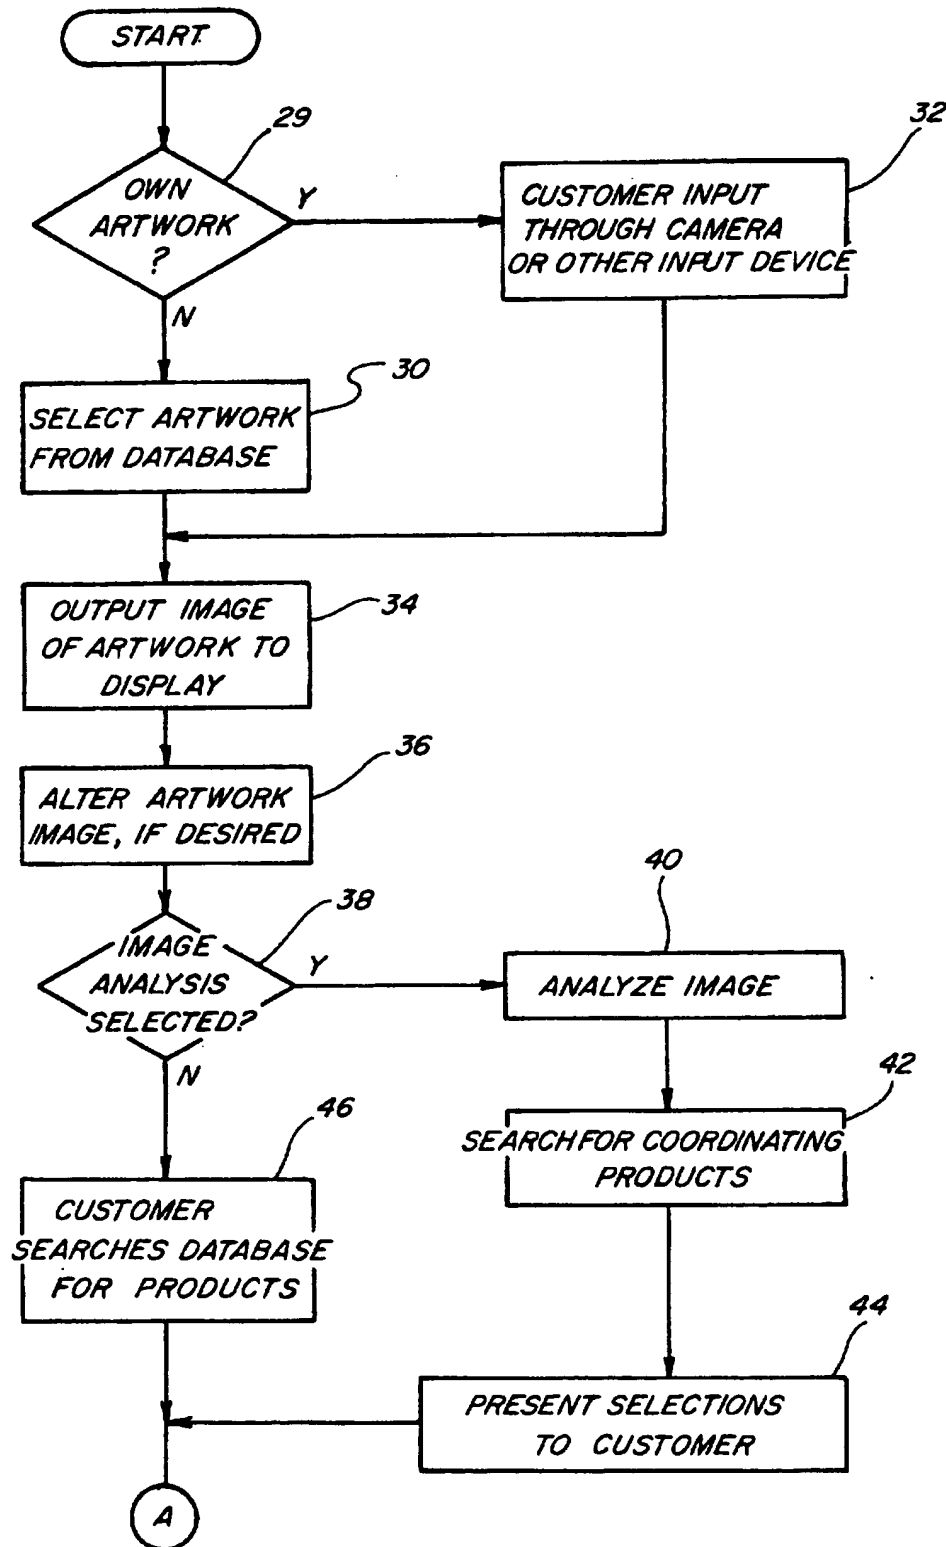 START
29
OWN
ARTWORK
?
Y
N
32
CUSTOMER INPUT
THROUGH CAMERA
OR OTHER INPUT DEVICE
30
SELECT ARTWORK
FROM DATABASE
34
OUTPUT IMAGE
OF ARTWORK TO
DISPLAY
36
ALTER ARTWORK
IMAGE, IF DESIRED
38
IMAGE
ANALYSIS
SELECTED?
Y
N
40
ANALYZE IMAGE
42
SEARCH FOR COORDINATING
PRODUCTS
46
CUSTOMER
SEARCHES DATABASE
FOR PRODUCTS
44
PRESENT SELECTIONS
TO CUSTOMER
A